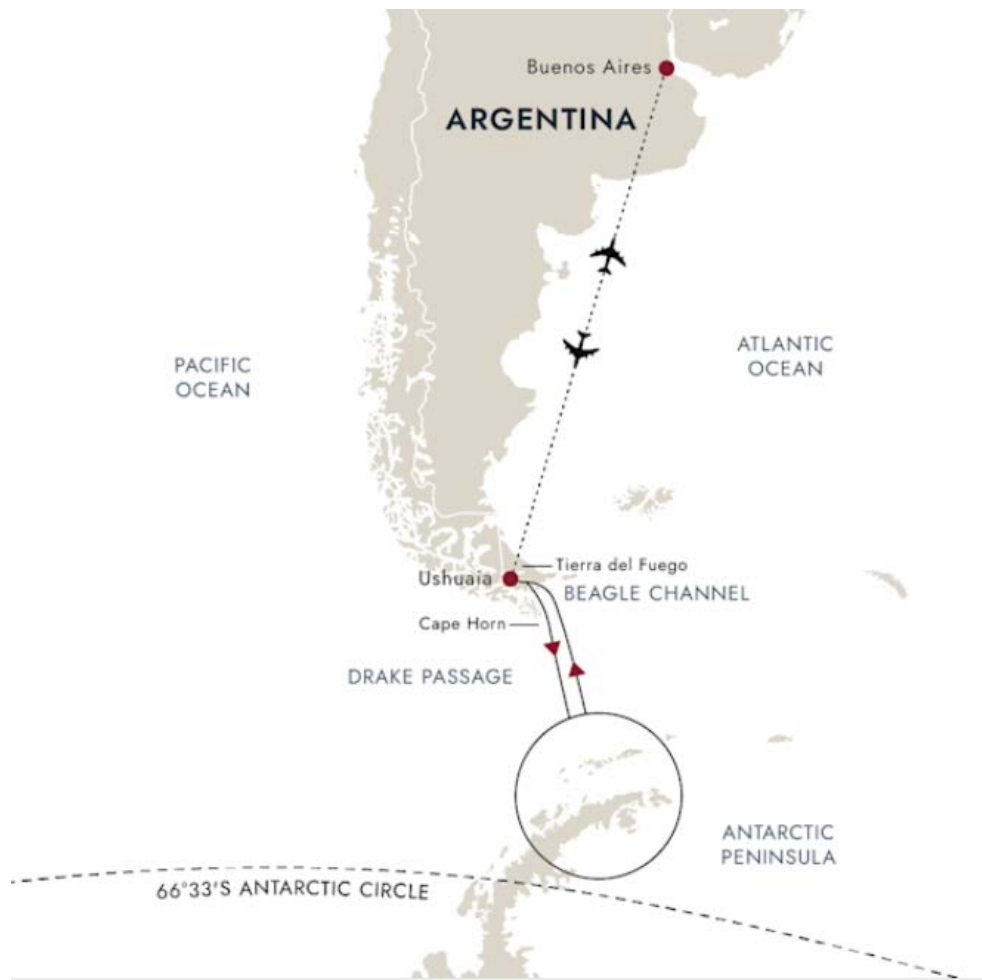 Buenos Aires
ARGENTINA
PACIFIC
OCEAN
ATLANTIC
OCEAN
Tierra del Fuego
Ushuaia
BEAGLE CHANNEL
Cape Horn
DRAKE PASSAGE
ANTARCTIC
PENINSULA
66°33'S ANTARCTIC CIRCLE